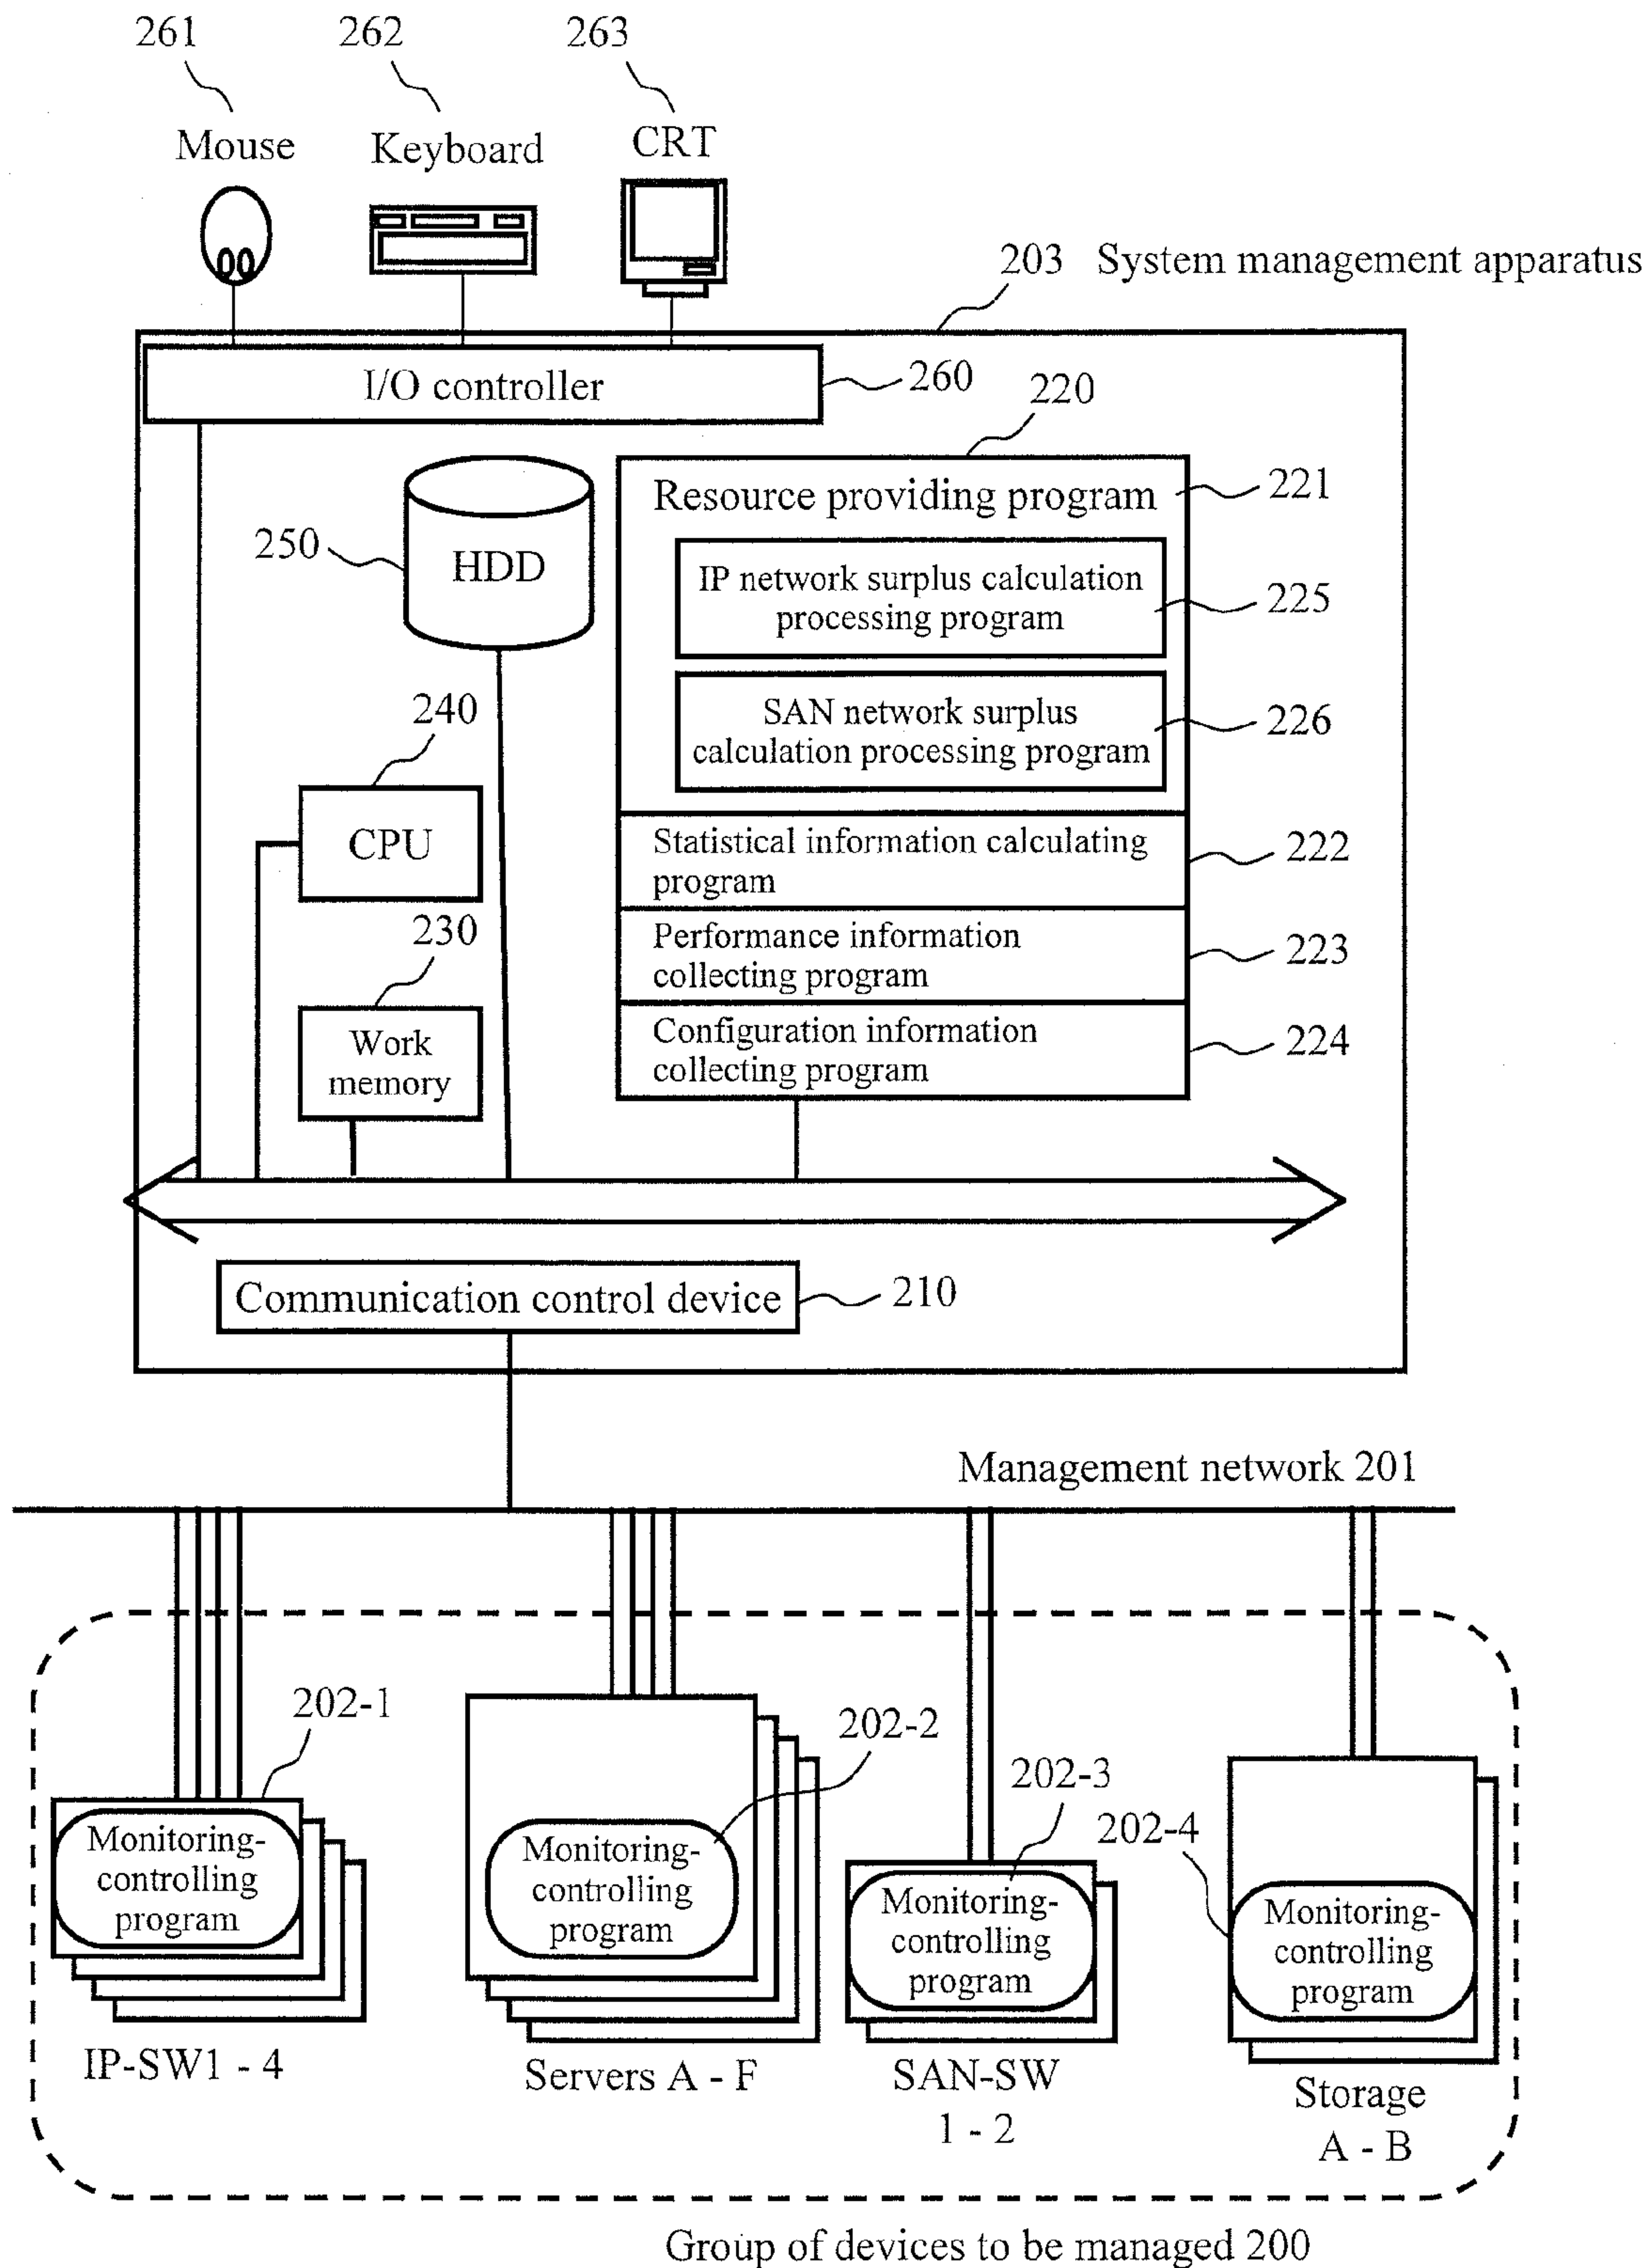 261
262
263
Mouse
Keyboard
CRT
203 System management apparatus
I/O controller
260
220
Resource providing program
221
250
HDD
IP network surplus calculation
processing program
225
240
SAN network surplus
calculation processing program
226
CPU
Statistical information calculating
program
222
230
Performance information
collecting program
223
Work
memory
Configuration information
collecting program
224
Communication control device
210
Management network 201
202-1
202-2
202-3
202-4
Monitoring-
controlling
program
Monitoring-
controlling
program
Monitoring-
controlling
program
Monitoring-
controlling
program
IP-SW1 - 4
Servers A - F
SAN-SW
1 - 2
Storage
A - B
Group of devices to be managed 200